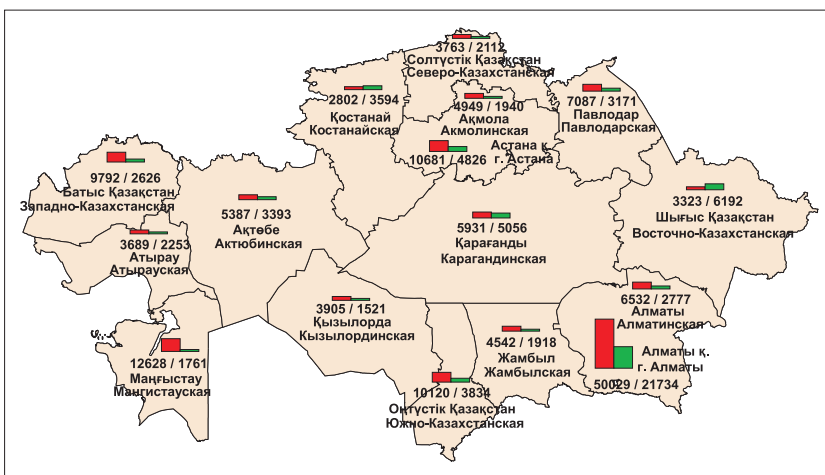 3763 / 2112
Солтүстік Қазақстан
Северо-Казахстанская
2802 / 3594
Қостанай
Костанайская
4949 / 1940
Ақмола
Акмолинская
7087 / 3171
Павлодар
Павлодарская
Астана қ.
г. Астана
10681 / 4826
9792 / 2626
Батыс Қазақстан
Западно-Казахстанская
5387 / 3393
Ақтөбе
Актюбинская
5931 / 5056
Қарағанды
Карагандинская
3323 / 6192
Шығыс Қазақстан
Восточно-Казахстанская
3689 / 2253
Атырау
Атырауская
3905 / 1521
Қызылорда
Кызылординская
6532 / 2777
Алматы
Алматинская
4542 / 1918
Жамбыл
Жамбылская
Алматы қ.
г. Алматы
50029 / 21734
12628 / 1761
Маңғыстау
Мангистауская
10120 / 3834
Оңтүстік Қазақстан
Южно-Казахстанская